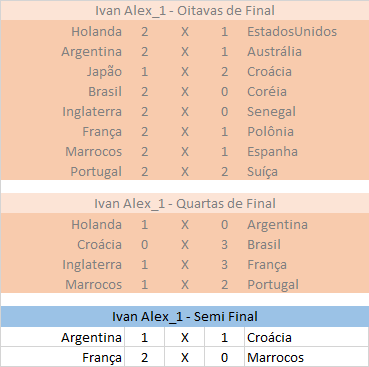 Ivan Alex_1 - Oitavas de Final
Holanda 2 X 1 EstadosUnidos
Argentina 2 X 1 Austrália
Japão 1 X 2 Croácia
Brasil 2 X 0 Coréia
Inglaterra 2 X 0 Senegal
França 2 X 1 Polônia
Marrocos 2 X 1 Espanha
Portugal 2 X 2 Suíça
Ivan Alex_1 - Quartas de Final
Holanda 1 X 0 Argentina
Croácia 0 X 3 Brasil
Inglaterra 1 X 3 França
Marrocos 1 X 2 Portugal
Ivan Alex_1 - Semi Final
Argentina 1 X 1 Croácia
França 2 X 0 Marrocos